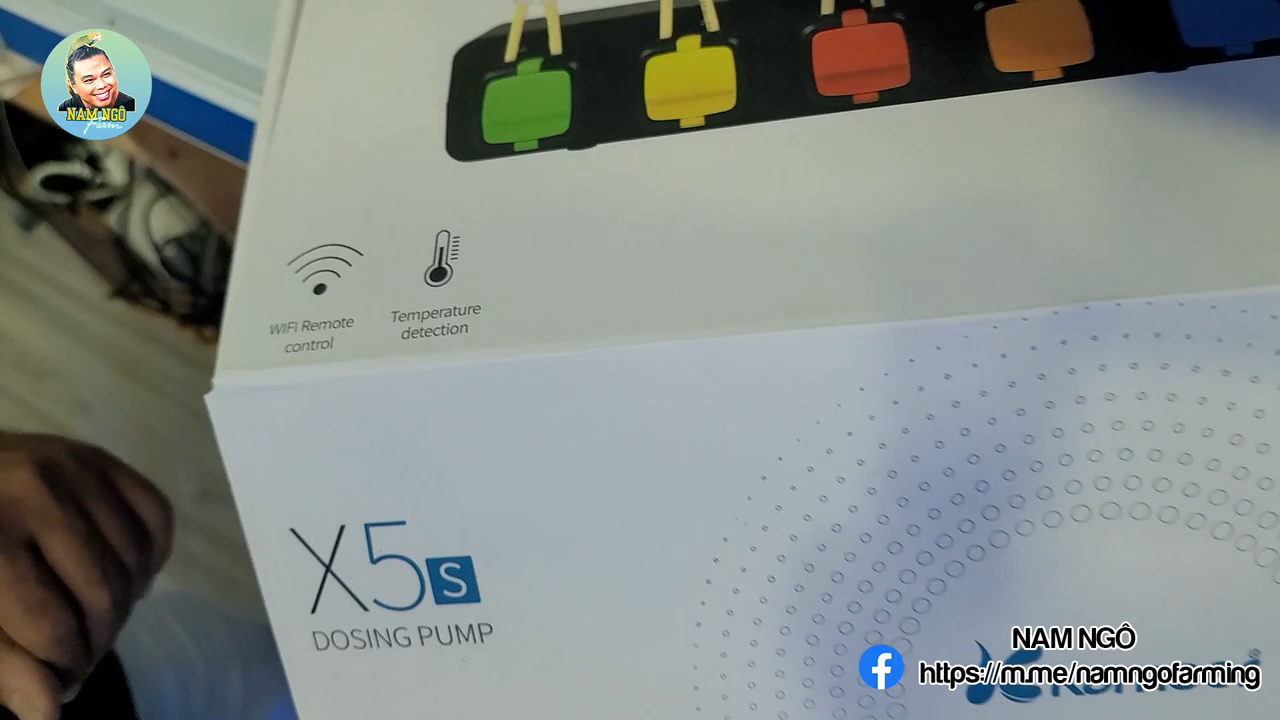 NAM NGÔ
Farm
WIFI Remote
control
Temperature
detection
X5s
DOSING PUMP
NAM NGÔ
https://m.me/namngofarming